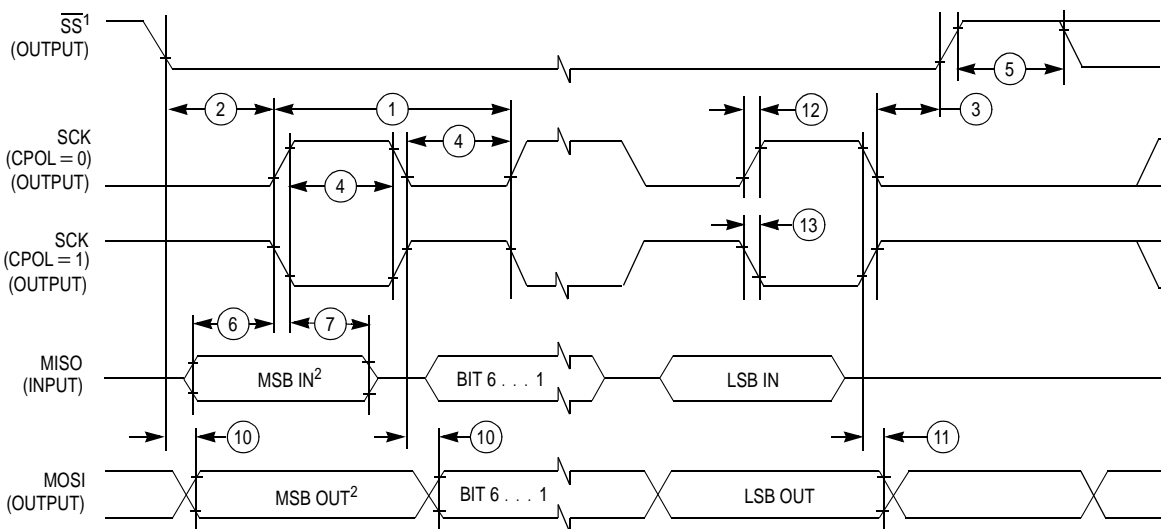 SS¹
(OUTPUT)
5
2
1
12
3
SCK
(CPOL = 0)
(OUTPUT)
4
4
SCK
(CPOL = 1)
(OUTPUT)
13
6
7
MISO
(INPUT)
MSB IN²
BIT 6 . . . 1
LSB IN
10
10
11
MOSI
(OUTPUT)
MSB OUT²
BIT 6 . . . 1
LSB OUT